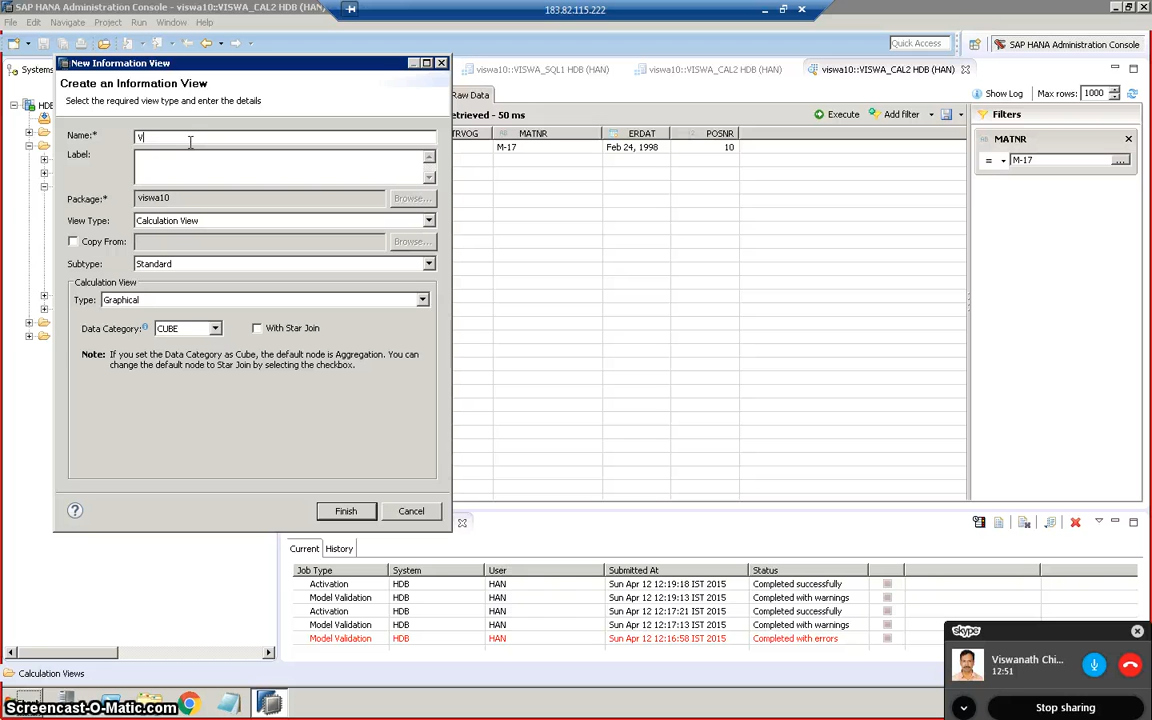 SAP HANA Administration Console - viswa10::VISWA_CAL2 HDB (HAN)
183.82.115.222
File Edit Navigate Project Run Window Help
Quick Access
SAP HANA Administration Console
Systems
viswa10::VISWA_SQL1 HDB (HAN)
viswa10::VISWA_CAL2 HDB (HAN)
viswa10::VISWA_CAL2 HDB (HAN)
New Information View
Create an Information View
Select the required view type and enter the details
Raw Data
Show Log
Max rows: 1000
HDB
etrieved - 50 ms
Execute
Add filter
Filters
Name:*
V
TRVOG
MATNR
ERDAT
POSNR
MATNR
M-17
Feb 24, 1998
10
= M-17
...
Label:
Package:*
viswa10
Browse...
View Type:
Calculation View
Copy From:
Browse...
Subtype:
Standard
Calculation View
Type:
Graphical
Data Category:
CUBE
With Star Join
Note: If you set the Data Category as Cube, the default node is Aggregation. You can
change the default node to Star Join by selecting the checkbox.
Finish
Cancel
Current
History
Job Type System User Submitted At Status
Activation HDB HAN Sun Apr 12 12:19:18 IST 2015 Completed successfully
Model Validation HDB HAN Sun Apr 12 12:19:13 IST 2015 Completed with warnings
Activation HDB HAN Sun Apr 12 12:17:21 IST 2015 Completed successfully
Model Validation HDB HAN Sun Apr 12 12:17:13 IST 2015 Completed with warnings
Model Validation HDB HAN Sun Apr 12 12:16:58 IST 2015 Completed with errors
skype
Viswanath Chi...
12:51
Stop sharing
Calculation Views
Screencast-O-Matic.com